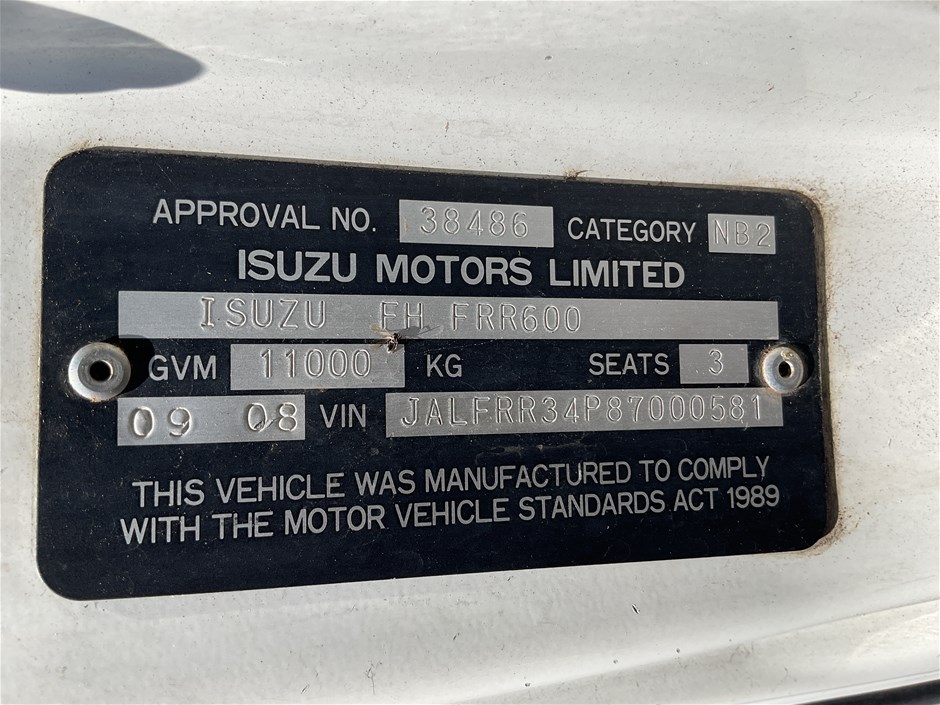 APPROVAL NO. 38486 CATEGORY NB2
ISUZU MOTORS LIMITED
ISUZU FH FRR600
GVM 11000 KG SEATS 3
09 08 VIN JALFRR34P87000581
THIS VEHICLE WAS MANUFACTURED TO COMPLY
WITH THE MOTOR VEHICLE STANDARDS ACT 1989